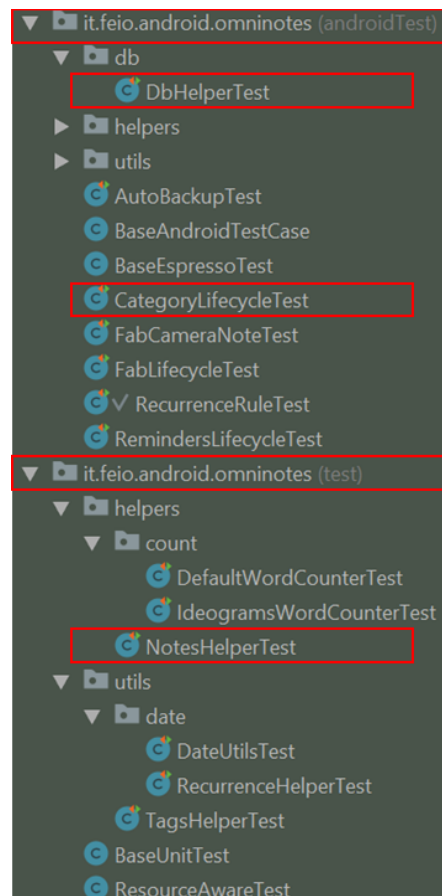 it.feio.android.omninotes (androidTest)
db
DbHelperTest
helpers
utils
AutoBackupTest
BaseAndroidTestCase
BaseEspressoTest
CategoryLifecycleTest
FabCameraNoteTest
FabLifecycleTest
RecurrenceRuleTest
RemindersLifecycleTest
it.feio.android.omninotes (test)
helpers
count
DefaultWordCounterTest
IdeogramsWordCounterTest
NotesHelperTest
utils
date
DateUtilsTest
RecurrenceHelperTest
TagsHelperTest
BaseUnitTest
ResourceAwareTest